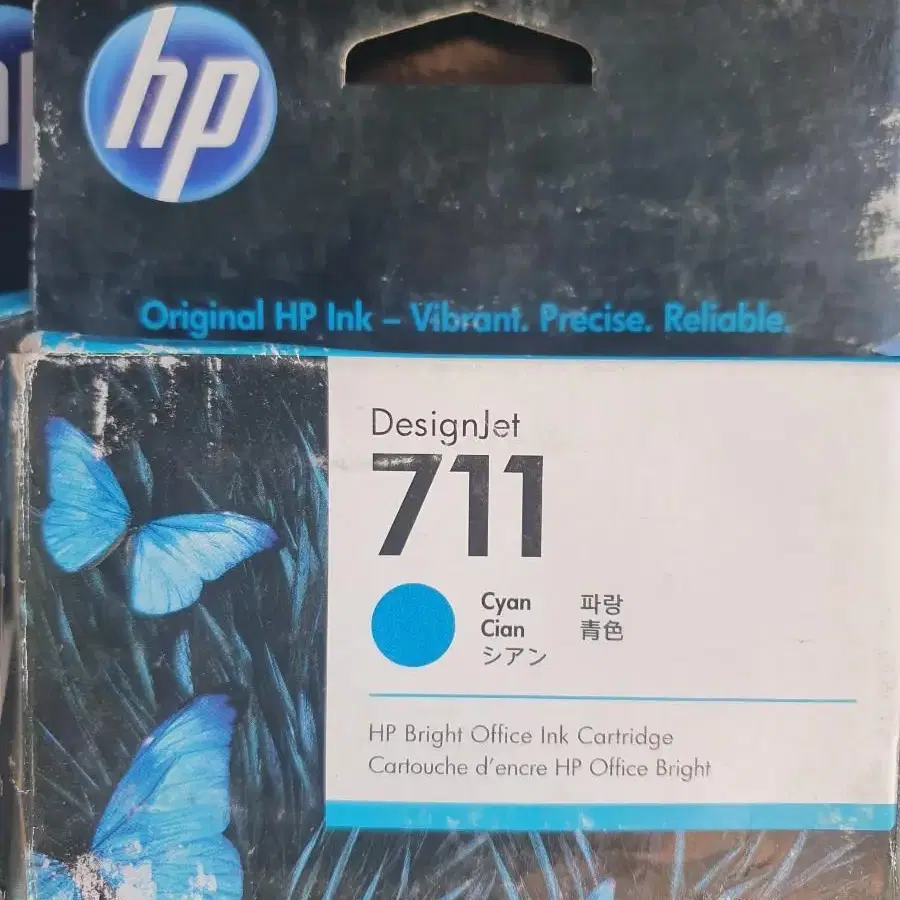 hp
Original HP Ink – Vibrant. Precise. Reliable.
DesignJet
711
Cyan 파랑
Cian 青色
シアン
HP Bright Office Ink Cartridge
Cartouche d'encre HP Office Bright